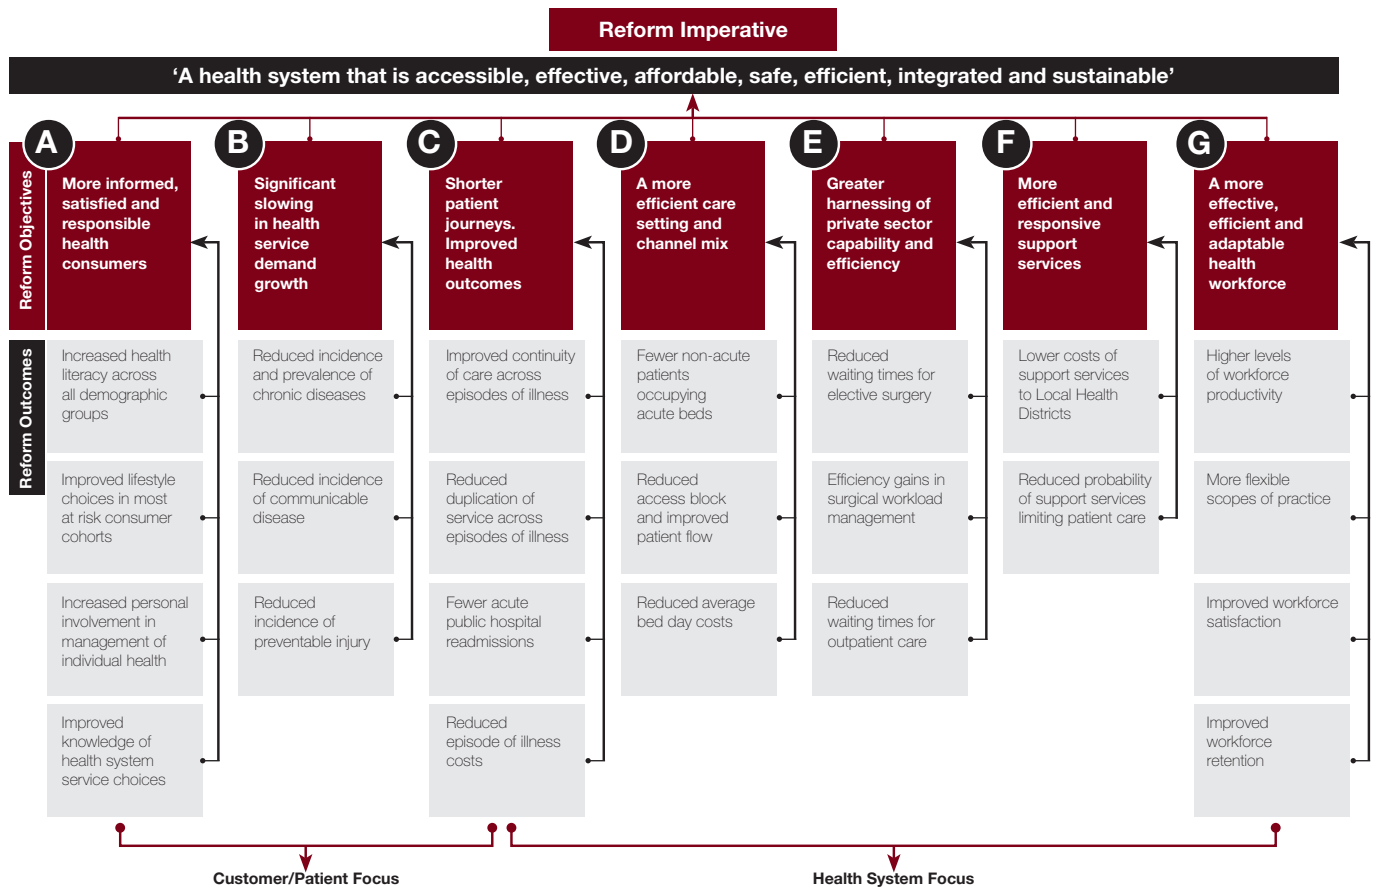 Reform Imperative
‘A health system that is accessible, effective, affordable, safe, efficient, integrated and sustainable’
Reform Objectives
A
More informed,
satisfied and
responsible
health
consumers
B
Significant
slowing
in health
service
demand
growth
C
Shorter
patient
journeys.
Improved
health
outcomes
D
A more
efficient care
setting and
channel mix
E
Greater
harnessing of
private sector
capability and
efficiency
F
More
efficient and
responsive
support
services
G
A more
effective,
efficient and
adaptable
health
workforce
Reform Outcomes
Increased health
literacy across
all demographic
groups
Improved lifestyle
choices in most
at risk consumer
cohorts
Increased personal
involvement in
management of
individual health
Improved
knowledge of
health system
service choices
Reduced incidence
and prevalence of
chronic diseases
Reduced incidence
of communicable
disease
Reduced
incidence of
preventable injury
Improved continuity
of care across
episodes of illness
Reduced
duplication of
service across
episodes of illness
Fewer acute
public hospital
readmissions
Reduced
episode of illness
costs
Fewer non-acute
patients
occupying
acute beds
Reduced
access block
and improved
patient flow
Reduced average
bed day costs
Reduced
waiting times for
elective surgery
Efficiency gains in
surgical workload
management
Reduced
waiting times for
outpatient care
Lower costs of
support services
to Local Health
Districts
Reduced probability
of support services
limiting patient care
Higher levels
of workforce
productivity
More flexible
scopes of practice
Improved workforce
satisfaction
Improved
workforce
retention
Customer/Patient Focus
Health System Focus